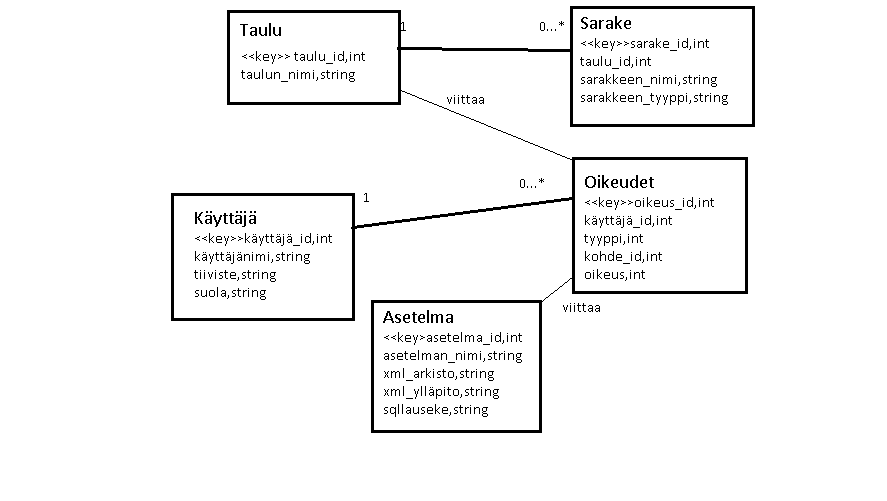 Taulu
<<key>> taulu_id,int
taulun_nimi,string
1
0...*
Sarake
<<key>>sarake_id,int
taulu_id,int
sarakkeen_nimi,string
sarakkeen_tyyppi,string
viittaa
Käyttäjä
<<key>>käyttäjä_id,int
käyttäjänimi,string
tiiviste,string
suola,string
1
0...*
Oikeudet
<<key>>oikeus_id,int
käyttäjä_id,int
tyyppi,int
kohde_id,int
oikeus,int
viittaa
Asetelma
<<key>asetelma_id,int
asetelman_nimi,string
xml_arkisto,string
xml_ylläpito,string
sqllauseke,string